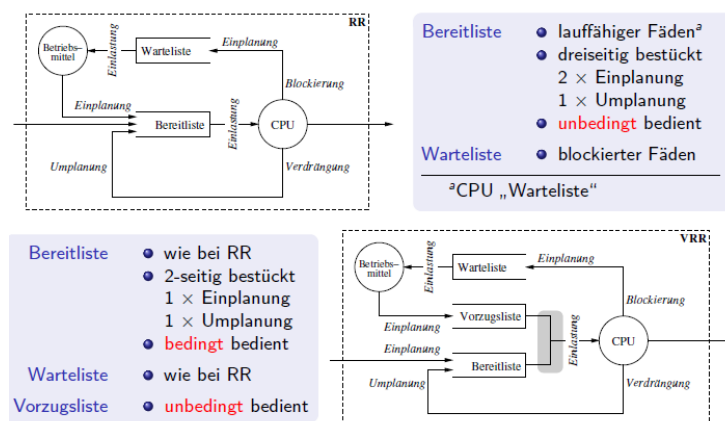 RR
Betriebs–
mittel
Einlastung
Warteliste
Einplanung
Blockierung
Einplanung
Bereitliste
Einlastung
CPU
Umplanung
Verdrängung
Bereitliste
lauffähiger Fädenᵃ
dreiseitig bestückt
2 × Einplanung
1 × Umplanung
unbedingt bedient
Warteliste
blockierter Fäden
ᵃCPU „Warteliste“
Bereitliste
wie bei RR
2-seitig bestückt
1 × Einplanung
1 × Umplanung
bedingt bedient
Warteliste
wie bei RR
Vorzugsliste
unbedingt bedient
VRR
Betriebs–
mittel
Einlastung
Warteliste
Einplanung
Blockierung
Einplanung
Vorzugsliste
Einplanung
Bereitliste
Einlastung
CPU
Umplanung
Verdrängung